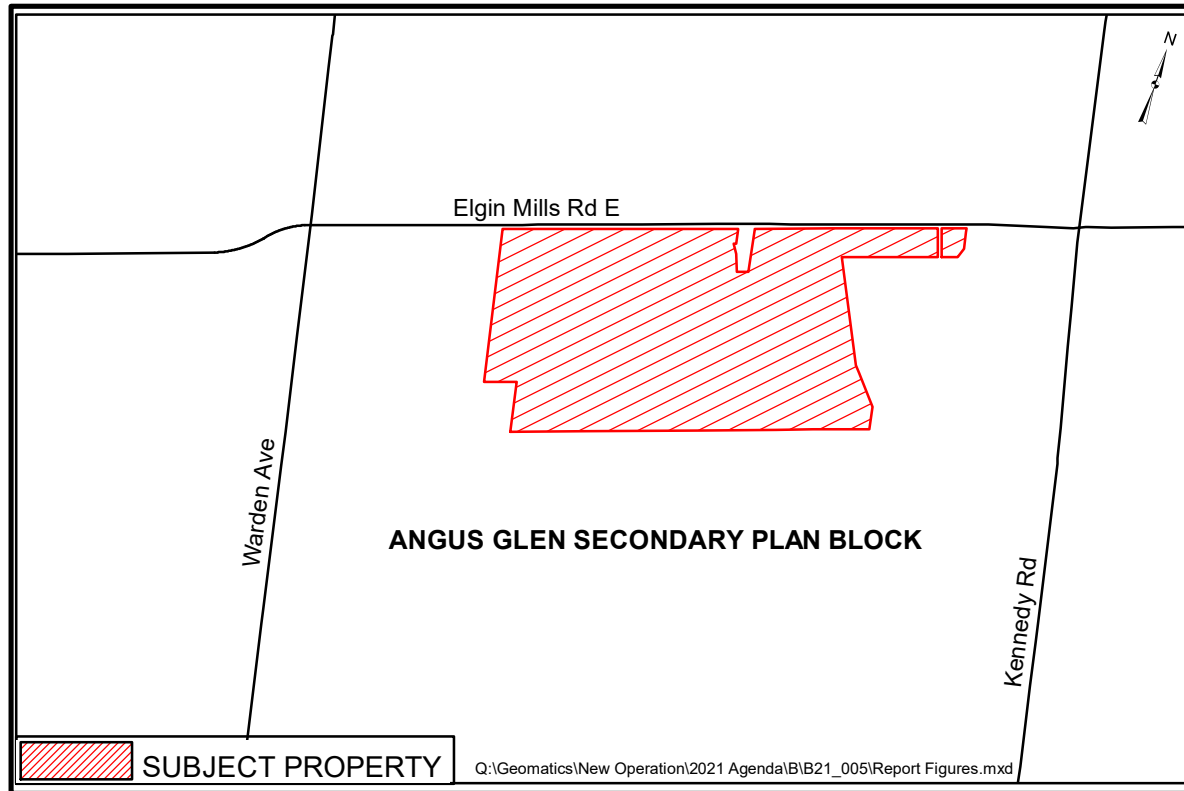 N
Elgin Mills Rd E
Warden Ave
ANGUS GLEN SECONDARY PLAN BLOCK
Kennedy Rd
SUBJECT PROPERTY
Q:\Geomatics\New Operation\2021 Agenda\B\B21_005\Report Figures.mxd